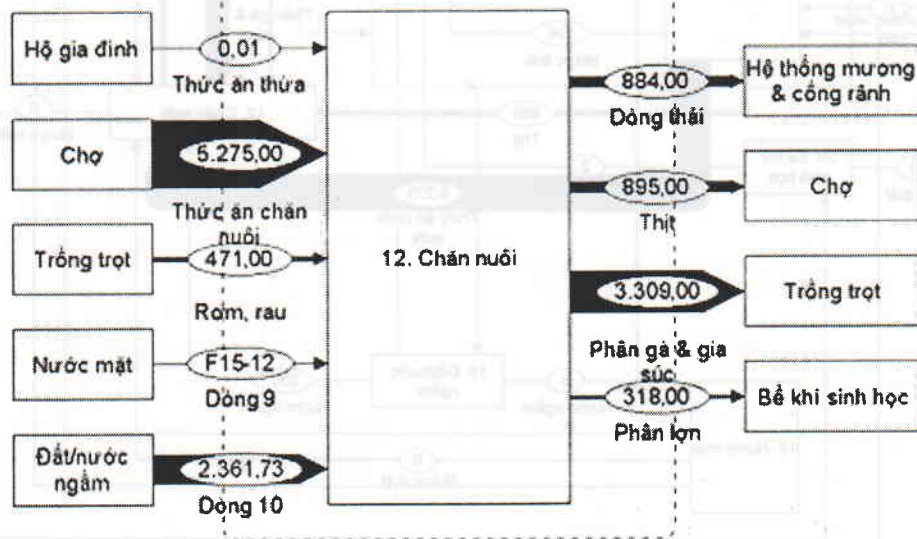 Hộ gia đình
0,01
Thức ăn thừa
Chợ
5.275,00
Thức ăn chăn
nuôi
Trồng trọt
471,00
Rơm, rau
Nước mặt
F15-12
Dòng 9
Đất/nước
ngầm
2.361,73
Dòng 10
12. Chăn nuôi
884,00
Dòng thải
Hệ thống mương
& cống rãnh
895,00
Thịt
Chợ
3.309,00
Phân gà & gia
súc
Trồng trọt
318,00
Phân lợn
Bể khí sinh học